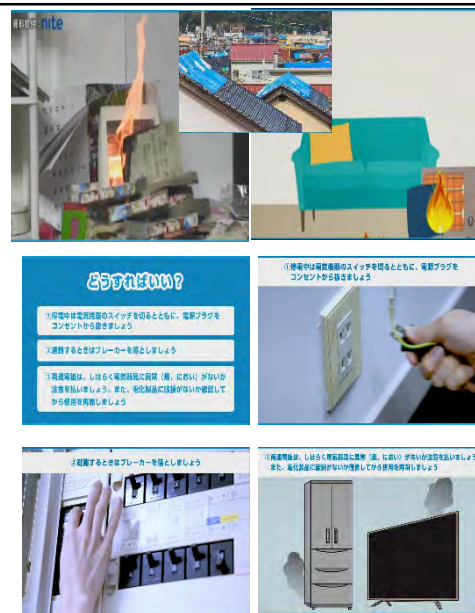 資料提供：nite
どうすればいい？
①停電中は電気機器のスイッチを切るとともに、電源プラグを
コンセントから抜きましょう
②避難するときはブレーカーを落としましょう
③再通電後は、しばらく電気器具に異常（煙、におい）がないか
注意を払いましょう。また、電化製品に破損がないか確認して
から使用を再開しましょう
①停電中は電気機器のスイッチを切るとともに、電源プラグを
コンセントから抜きましょう
②避難するときはブレーカーを落としましょう
③再通電後は、しばらく電気器具に異常（煙、におい）がないか注意を払いましょう
また、電化製品に破損がないか確認してから使用を再開しましょう